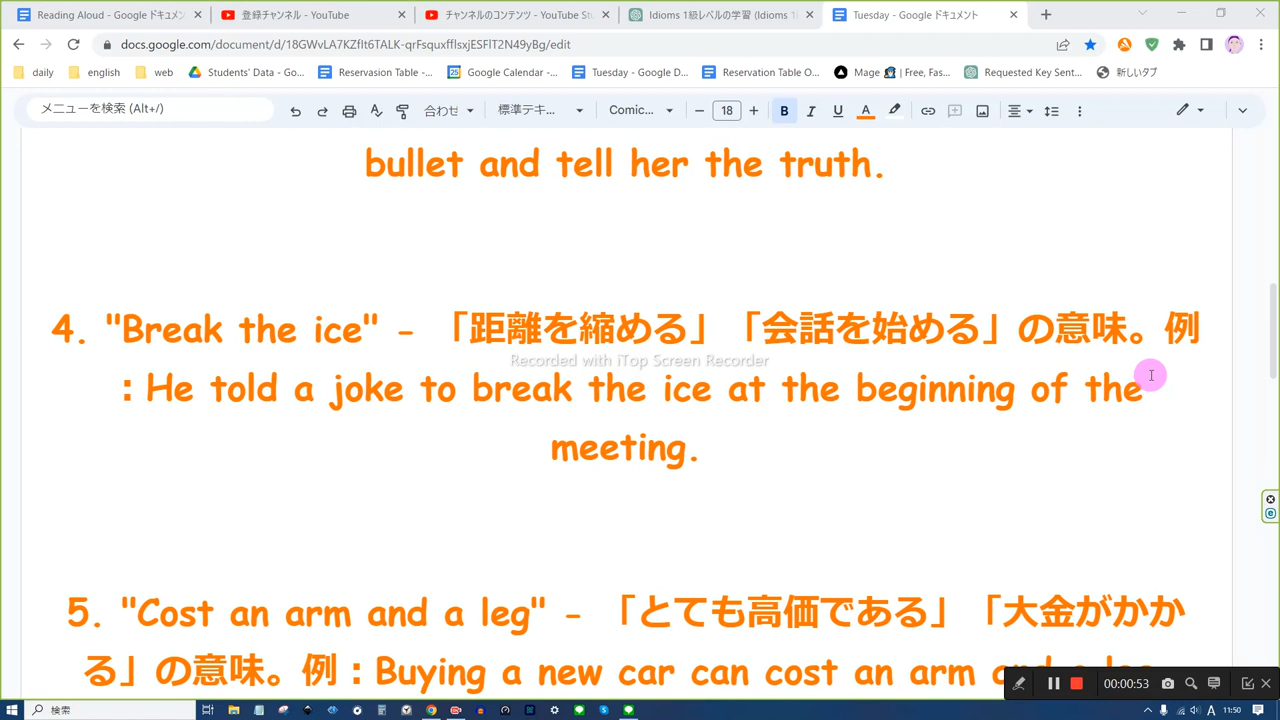 Reading Aloud - Google ドキュメン
登録チャンネル - YouTube
チャンネルのコンテンツ - YouTube Stu
Idioms 1級レベルの学習 (Idioms 1
Tuesday - Google ドキュメント
docs.google.com/document/d/18GWvLA7KZfIt6TALK-qrFsquxfflsxjESFlT2N49yBg/edit
daily
english
web
Students' Data - Go...
Reservasion Table -...
Google Calendar -...
Tuesday - Google D...
Reservation Table O...
Mage | Free, Fas...
Requested Key Sent...
新しいタブ
メニューを検索 (Alt+/)
合わせ
標準テキ...
Comic...
18
bullet and tell her the truth.
4. "Break the ice" - 「距離を縮める」「会話を始める」の意味。例
：He told a joke to break the ice at the beginning of the
meeting.
Recorded with iTop Screen Recorder
5. "Cost an arm and a leg" - 「とても高価である」「大金がかか
る」の意味。例：Buying a new car can cost an arm and a leg
00:00:53
検索
A
11:50